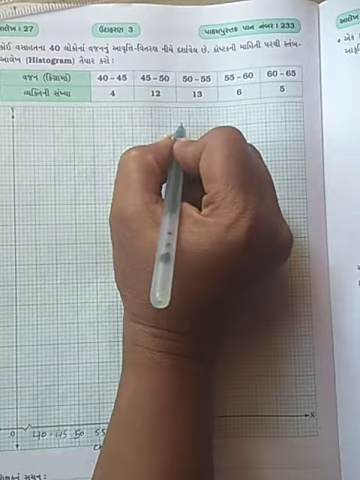 આલેખ : 27 ઉદાહરણ 3 પાઠ્યપુસ્તક પાન નંબર : 233
કોઈ વસાહતના 40 લોકોનાં વજનનું આવૃત્તિ-વિતરણ નીચે દર્શાવેલ છે. કોષ્ટકની માહિતી પરથી સ્તંભ-
આલેખ (Histogram) તૈયાર કરો :
વજન (કિગ્રામાં) 40 – 45 45 – 50 50 – 55 55 – 60 60 – 65
વ્યક્તિની સંખ્યા 4 12 13 6 5
Y
X
0 40 45 50 55